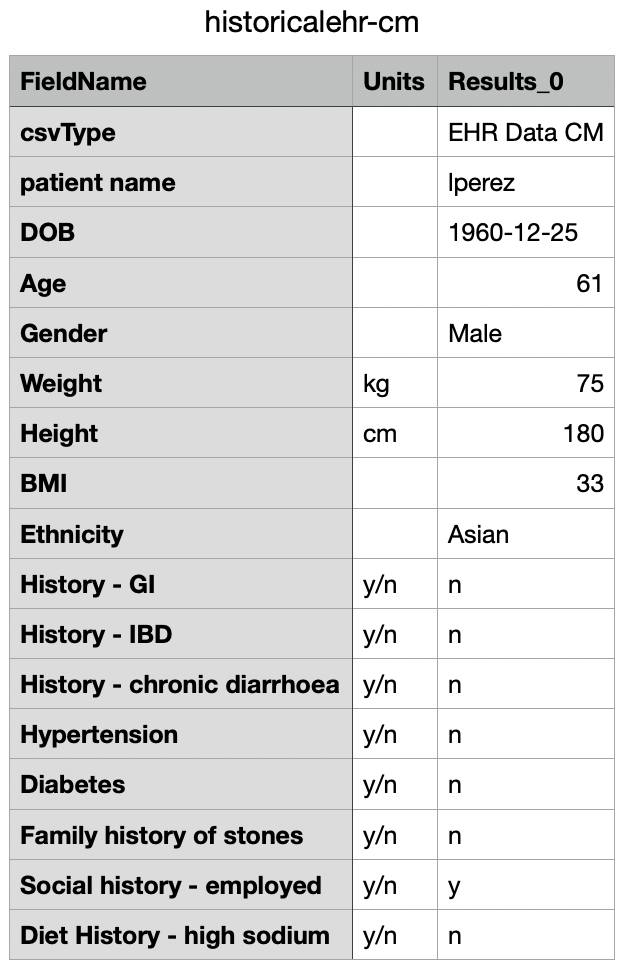 historicalehr-cm
FieldName Units Results_0
csvType EHR Data CM
patient name lperez
DOB 1960-12-25
Age 61
Gender Male
Weight kg 75
Height cm 180
BMI 33
Ethnicity Asian
History - GI y/n n
History - IBD y/n n
History - chronic diarrhoea y/n n
Hypertension y/n n
Diabetes y/n n
Family history of stones y/n n
Social history - employed y/n y
Diet History - high sodium y/n n